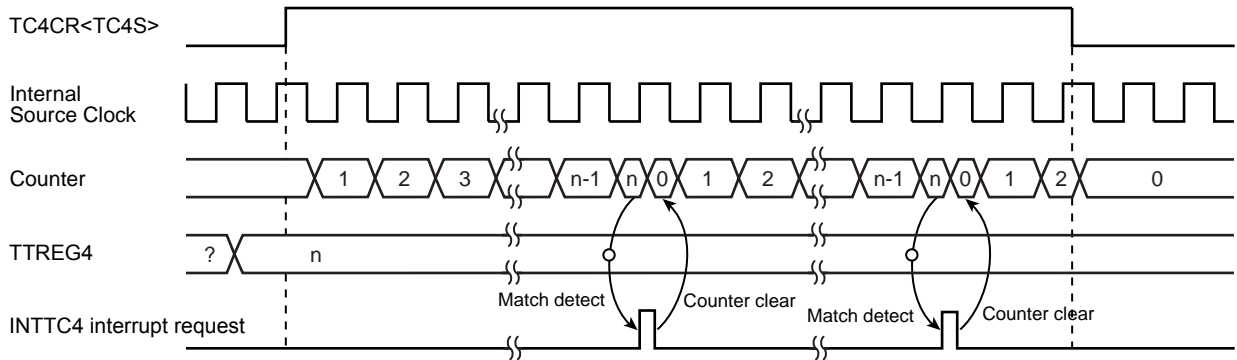 TC4CR<TC4S>
Internal
Source Clock
Counter 1 2 3 n-1 n 0 1 2 n-1 n 0 1 2 0
TTREG4 ? n
Match detect Counter clear Match detect Counter clear
INTTC4 interrupt request